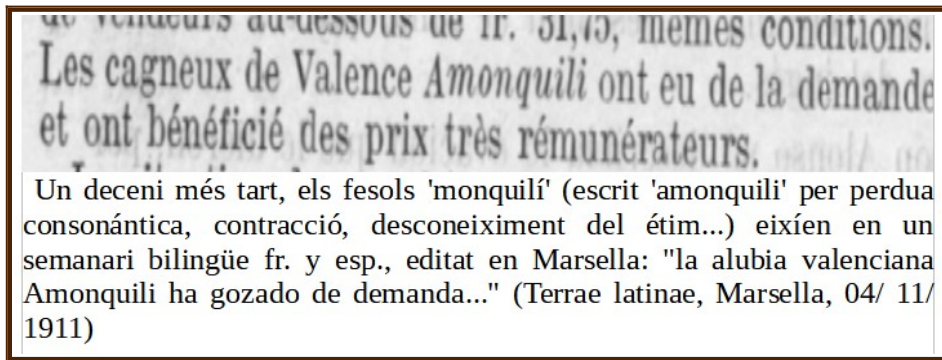 de vendeurs au-dessous de fr. 31,75, mêmes conditions.
Les cagneux de Valence Amonquili ont eu de la demande
et ont bénéficié des prix très rémunérateurs.
Un deceni més tart, els fesols 'monquilí' (escrit 'amonquili' per perdua
consonántica, contracció, desconeiximent del étim...) eixíen en un
semanari bilingüe fr. y esp., editat en Marsella: "la alubia valenciana
Amonquili ha gozado de demanda..." (Terrae latinae, Marsella, 04/ 11/
1911)